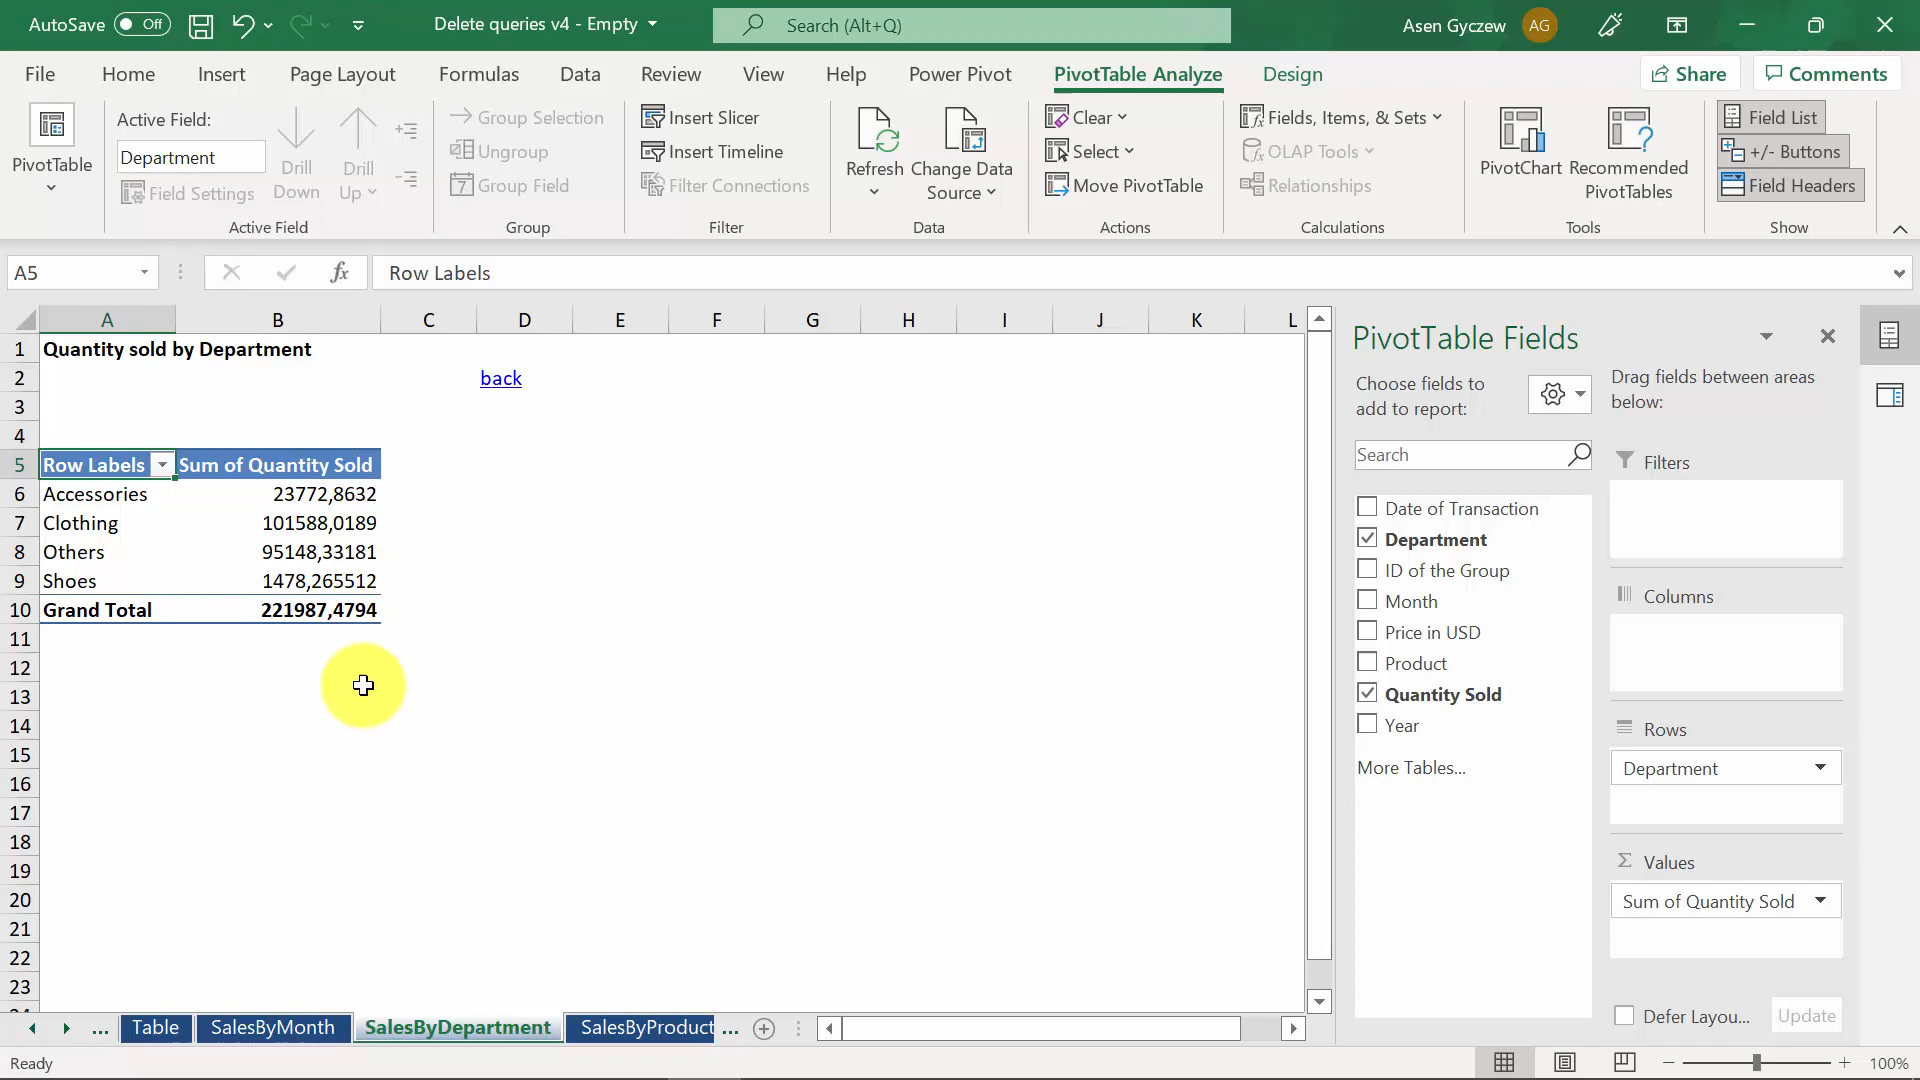 AutoSave Off Delete queries v4 - Empty Search (Alt+Q) Asen Gyczew AG
File Home Insert Page Layout Formulas Data Review View Help Power Pivot PivotTable Analyze Design Share Comments
PivotTable
Active Field:
Department
Field Settings
Drill Down
Drill Up
Active Field
Group Selection
Ungroup
Group Field
Group
Insert Slicer
Insert Timeline
Filter Connections
Filter
Refresh
Change Data Source
Data
Clear
Select
Move PivotTable
Actions
Fields, Items, & Sets
OLAP Tools
Relationships
Calculations
PivotChart
Recommended PivotTables
Tools
Field List
+/- Buttons
Field Headers
Show
A5 fx Row Labels
A B C D E F G H I J K L
1 Quantity sold by Department
2 back
3
4
5 Row Labels Sum of Quantity Sold
6 Accessories 23772,8632
7 Clothing 101588,0189
8 Others 95148,33181
9 Shoes 1478,265512
10 Grand Total 221987,4794
11
12
13
14
15
16
17
18
19
20
21
22
23
PivotTable Fields
Choose fields to
add to report:
Search
Date of Transaction
Department
ID of the Group
Month
Price in USD
Product
Quantity Sold
Year
More Tables...
Drag fields between areas
below:
Filters
Columns
Rows
Department
Σ Values
Sum of Quantity Sold
Defer Layou... Update
... Table SalesByMonth SalesByDepartment SalesByProduct ...
Ready 100%